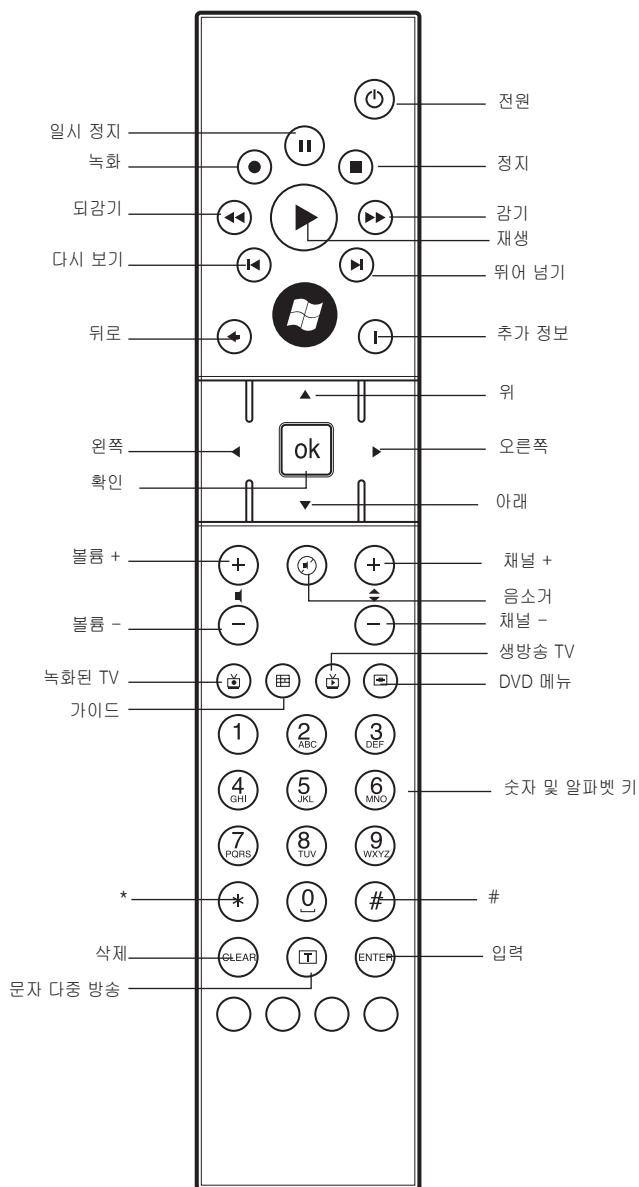 전원
일시 정지
녹화
정지
되감기
감기
재생
다시 보기
뛰어 넘기
뒤로
추가 정보
위
왼쪽
ok
오른쪽
확인
아래
볼륨 +
채널 +
음소거
볼륨 –
채널 –
생방송 TV
녹화된 TV
DVD 메뉴
가이드
1
2
ABC
3
DEF
4
GHI
5
JKL
6
MNO
숫자 및 알파벳 키
7
PQRS
8
TUV
9
WXYZ
*
*
0
#
#
삭제
CLEAR
T
ENTER
입력
문자 다중 방송